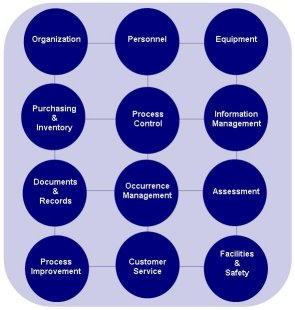 Organization
Personnel
Equipment
Purchasing
&
Inventory
Process
Control
Information
Management
Documents
&
Records
Occurrence
Management
Assessment
Process
Improvement
Customer
Service
Facilities
&
Safety